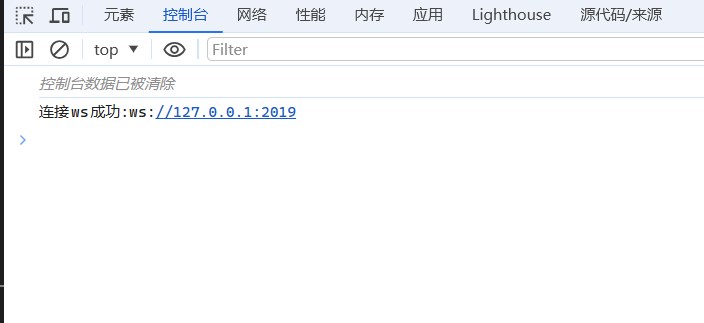 元素 控制台 网络 性能 内存 应用 Lighthouse 源代码/来源
top Filter
控制台数据已被清除
连接ws成功:ws://127.0.0.1:2019